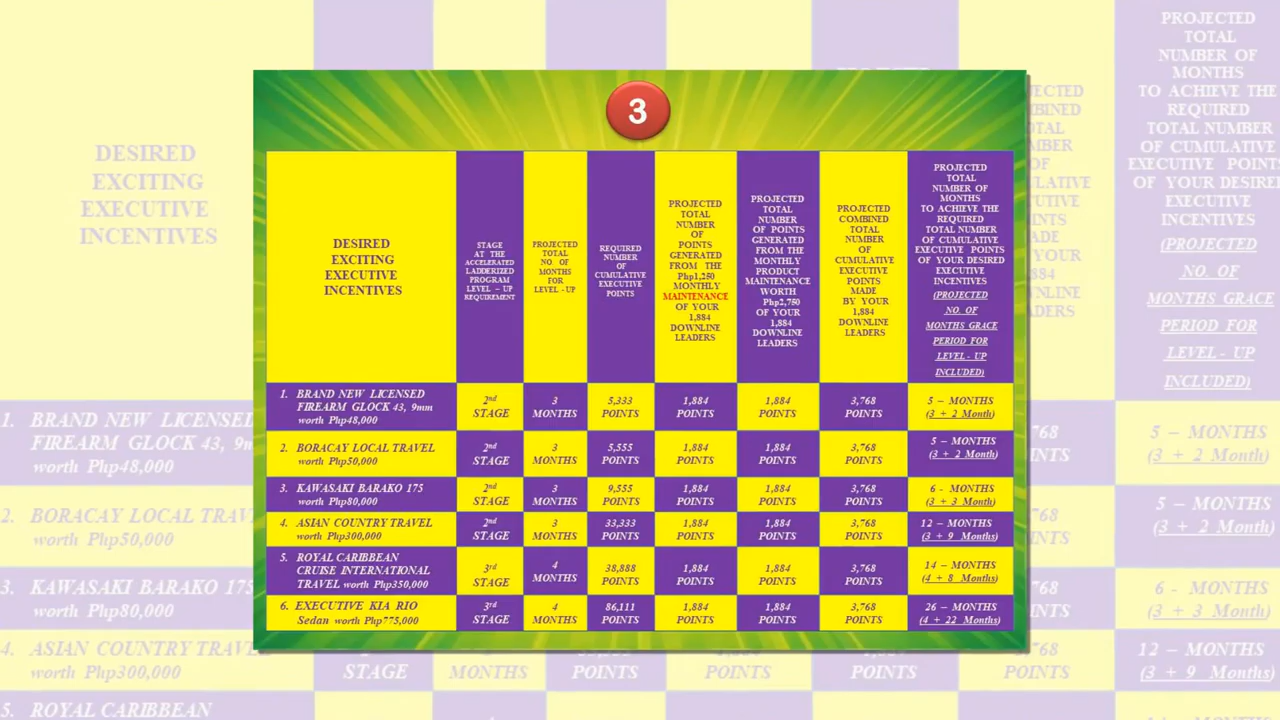 3
DESIRED
EXCITING
EXECUTIVE
INCENTIVES
STAGE
AT THE
ACCELERATED
LADDERIZED
PROGRAM
LEVEL – UP
REQUIREMENT
PROJECTED
TOTAL
NO. OF
MONTHS
FOR
LEVEL - UP
REQUIRED
NUMBER
OF
CUMULATIVE
EXECUTIVE
POINTS
PROJECTED
TOTAL
NUMBER
OF
POINTS
GENERATED
FROM THE
Php1,250
MONTHLY
MAINTENANCE
OF YOUR
1,884
DOWNLINE
LEADERS
PROJECTED
TOTAL
NUMBER
OF POINTS
GENERATED
FROM THE
MONTHLY
PRODUCT
MAINTENANCE
WORTH
Php2,750
OF YOUR
1,884
DOWNLINE
LEADERS
PROJECTED
COMBINED
TOTAL
NUMBER
OF
CUMULATIVE
EXECUTIVE
POINTS
MADE
BY YOUR
1,884
DOWNLINE
LEADERS
PROJECTED
TOTAL
NUMBER OF
MONTHS
TO ACHIEVE THE
REQUIRED
TOTAL NUMBER
OF CUMULATIVE
EXECUTIVE POINTS
OF YOUR DESIRED
EXECUTIVE
INCENTIVES
(PROJECTED
NO. OF
MONTHS GRACE
PERIOD FOR
LEVEL - UP
INCLUDED)
1. BRAND NEW LICENSED
FIREARM GLOCK 43, 9mm
worth Php48,000
2nd
STAGE
3
MONTHS
5,333
POINTS
1,884
POINTS
1,884
POINTS
3,768
POINTS
5 – MONTHS
(3 + 2 Month)
2. BORACAY LOCAL TRAVEL
worth Php50,000
2nd
STAGE
3
MONTHS
5,555
POINTS
1,884
POINTS
1,884
POINTS
3,768
POINTS
5 – MONTHS
(3 + 2 Month)
3. KAWASAKI BARAKO 175
worth Php80,000
2nd
STAGE
3
MONTHS
9,555
POINTS
1,884
POINTS
1,884
POINTS
3,768
POINTS
6 - MONTHS
(3 + 3 Month)
4. ASIAN COUNTRY TRAVEL
worth Php300,000
2nd
STAGE
3
MONTHS
33,333
POINTS
1,884
POINTS
1,884
POINTS
3,768
POINTS
12 – MONTHS
(3 + 9 Months)
5. ROYAL CARIBBEAN
CRUISE INTERNATIONAL
TRAVEL worth Php350,000
3rd
STAGE
4
MONTHS
38,888
POINTS
1,884
POINTS
1,884
POINTS
3,768
POINTS
14 – MONTHS
(4 + 8 Months)
6. EXECUTIVE KIA RIO
Sedan worth Php775,000
3rd
STAGE
4
MONTHS
86,111
POINTS
1,884
POINTS
1,884
POINTS
3,768
POINTS
26 – MONTHS
(4 + 22 Months)